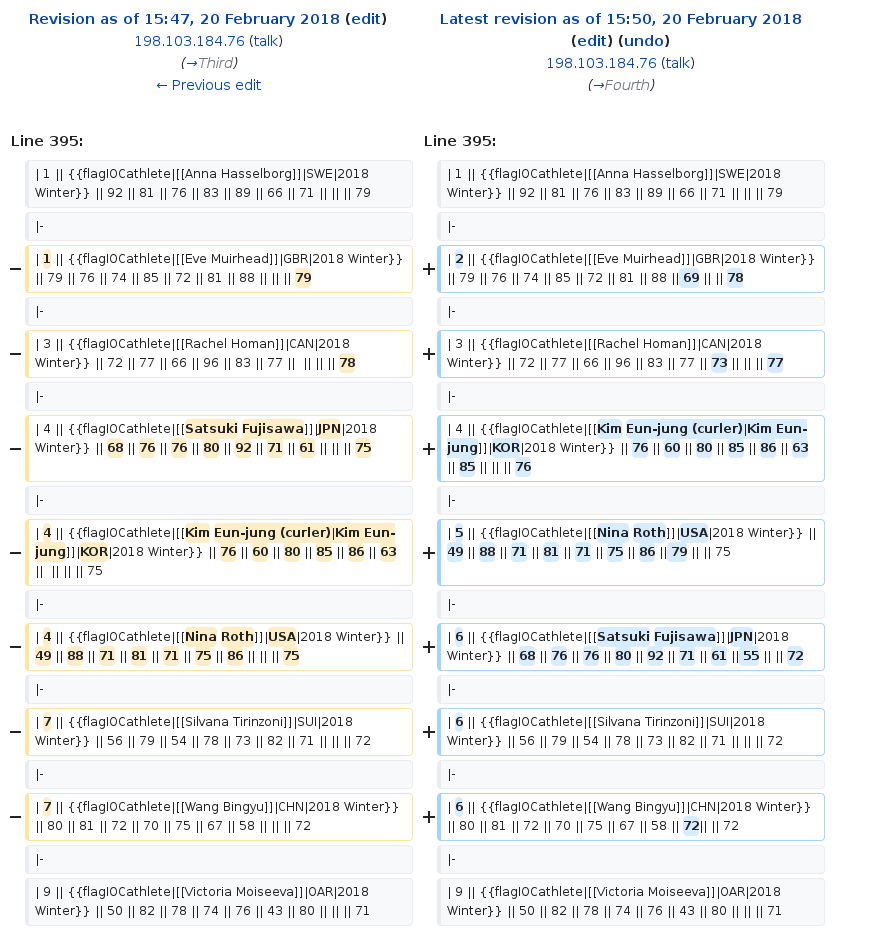 Revision as of 15:47, 20 February 2018 (edit)
198.103.184.76 (talk)
(→Third)
← Previous edit
Latest revision as of 15:50, 20 February 2018
(edit) (undo)
198.103.184.76 (talk)
(→Fourth)
Line 395:
Line 395:
| 1 || {{flagIOCathlete|[[Anna Hasselborg]]|SWE|2018
Winter}} || 92 || 81 || 76 || 83 || 89 || 66 || 71 || || || 79
| 1 || {{flagIOCathlete|[[Anna Hasselborg]]|SWE|2018
Winter}} || 92 || 81 || 76 || 83 || 89 || 66 || 71 || || || 79
|-
|-
− | 1 || {{flagIOCathlete|[[Eve Muirhead]]|GBR|2018 Winter}}
|| 79 || 76 || 74 || 85 || 72 || 81 || 88 || || || 79
+ | 2 || {{flagIOCathlete|[[Eve Muirhead]]|GBR|2018 Winter}}
|| 79 || 76 || 74 || 85 || 72 || 81 || 88 || 69 || || 78
|-
|-
− | 3 || {{flagIOCathlete|[[Rachel Homan]]|CAN|2018
Winter}} || 72 || 77 || 66 || 96 || 83 || 77 || || || || 78
+ | 3 || {{flagIOCathlete|[[Rachel Homan]]|CAN|2018
Winter}} || 72 || 77 || 66 || 96 || 83 || 77 || 73 || || || 77
|-
|-
− | 4 || {{flagIOCathlete|[[Satsuki Fujisawa]]|JPN|2018
Winter}} || 68 || 76 || 76 || 80 || 92 || 71 || 61 || || || 75
+ | 4 || {{flagIOCathlete|[[Kim Eun-jung (curler)|Kim Eun-
jung]]|KOR|2018 Winter}} || 76 || 60 || 80 || 85 || 86 || 63
|| 85 || || || 76
|-
|-
− | 4 || {{flagIOCathlete|[[Kim Eun-jung (curler)|Kim Eun-
jung]]|KOR|2018 Winter}} || 76 || 60 || 80 || 85 || 86 || 63
|| || || || 75
+ | 5 || {{flagIOCathlete|[[Nina Roth]]|USA|2018 Winter}} ||
49 || 88 || 71 || 81 || 71 || 75 || 86 || 79 || || 75
|-
|-
− | 4 || {{flagIOCathlete|[[Nina Roth]]|USA|2018 Winter}} ||
49 || 88 || 71 || 81 || 71 || 75 || 86 || || || 75
+ | 6 || {{flagIOCathlete|[[Satsuki Fujisawa]]|JPN|2018
Winter}} || 68 || 76 || 76 || 80 || 92 || 71 || 61 || 55 || || 72
|-
|-
− | 7 || {{flagIOCathlete|[[Silvana Tirinzoni]]|SUI|2018
Winter}} || 56 || 79 || 54 || 78 || 73 || 82 || 71 || || || 72
+ | 6 || {{flagIOCathlete|[[Silvana Tirinzoni]]|SUI|2018
Winter}} || 56 || 79 || 54 || 78 || 73 || 82 || 71 || || || 72
|-
|-
− | 7 || {{flagIOCathlete|[[Wang Bingyu]]|CHN|2018 Winter}}
|| 80 || 81 || 72 || 70 || 75 || 67 || 58 || || || 72
+ | 6 || {{flagIOCathlete|[[Wang Bingyu]]|CHN|2018 Winter}}
|| 80 || 81 || 72 || 70 || 75 || 67 || 58 || 72|| || 72
|-
|-
| 9 || {{flagIOCathlete|[[Victoria Moiseeva]]|OAR|2018
Winter}} || 50 || 82 || 78 || 74 || 76 || 43 || 80 || || || 71
| 9 || {{flagIOCathlete|[[Victoria Moiseeva]]|OAR|2018
Winter}} || 50 || 82 || 78 || 74 || 76 || 43 || 80 || || || 71